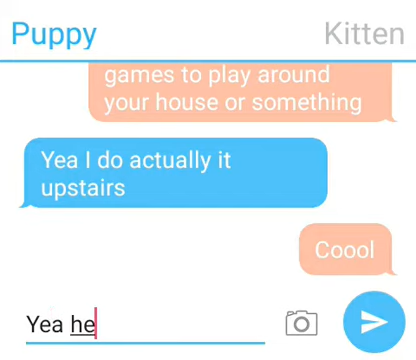 Puppy
Kitten
games to play around
your house or something
Yea I do actually it
upstairs
Coool
Yea he